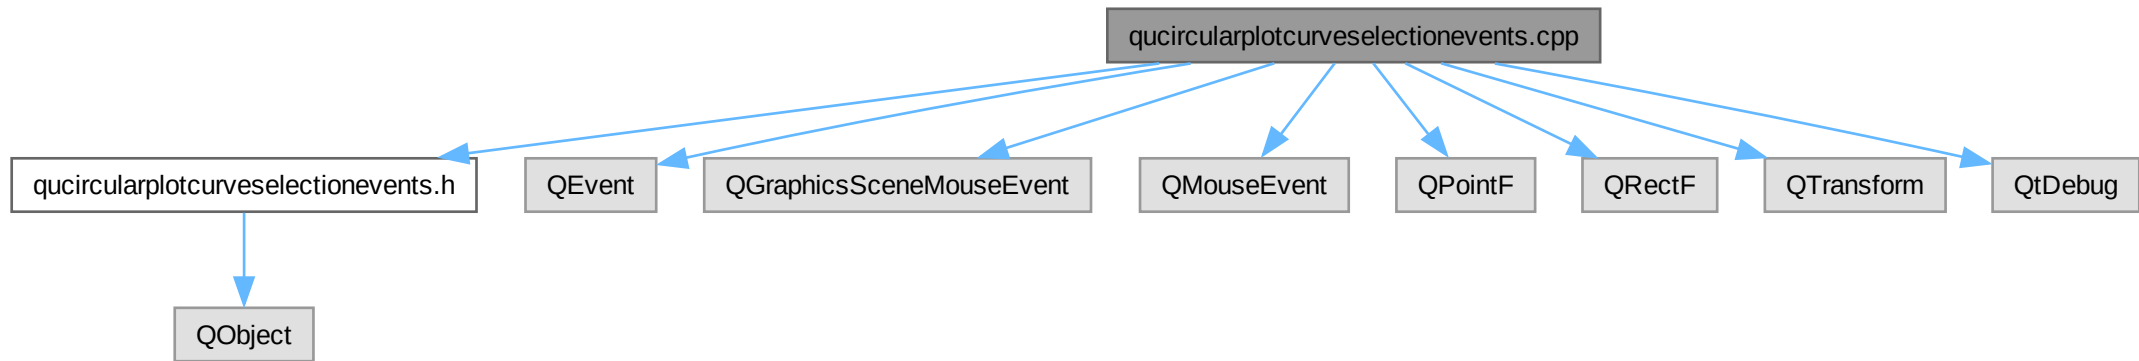 qucircularplotcurveselectionevents.cpp
qucircularplotcurveselectionevents.h
QEvent
QGraphicsSceneMouseEvent
QMouseEvent
QPointF
QRectF
QTransform
QtDebug
QObject